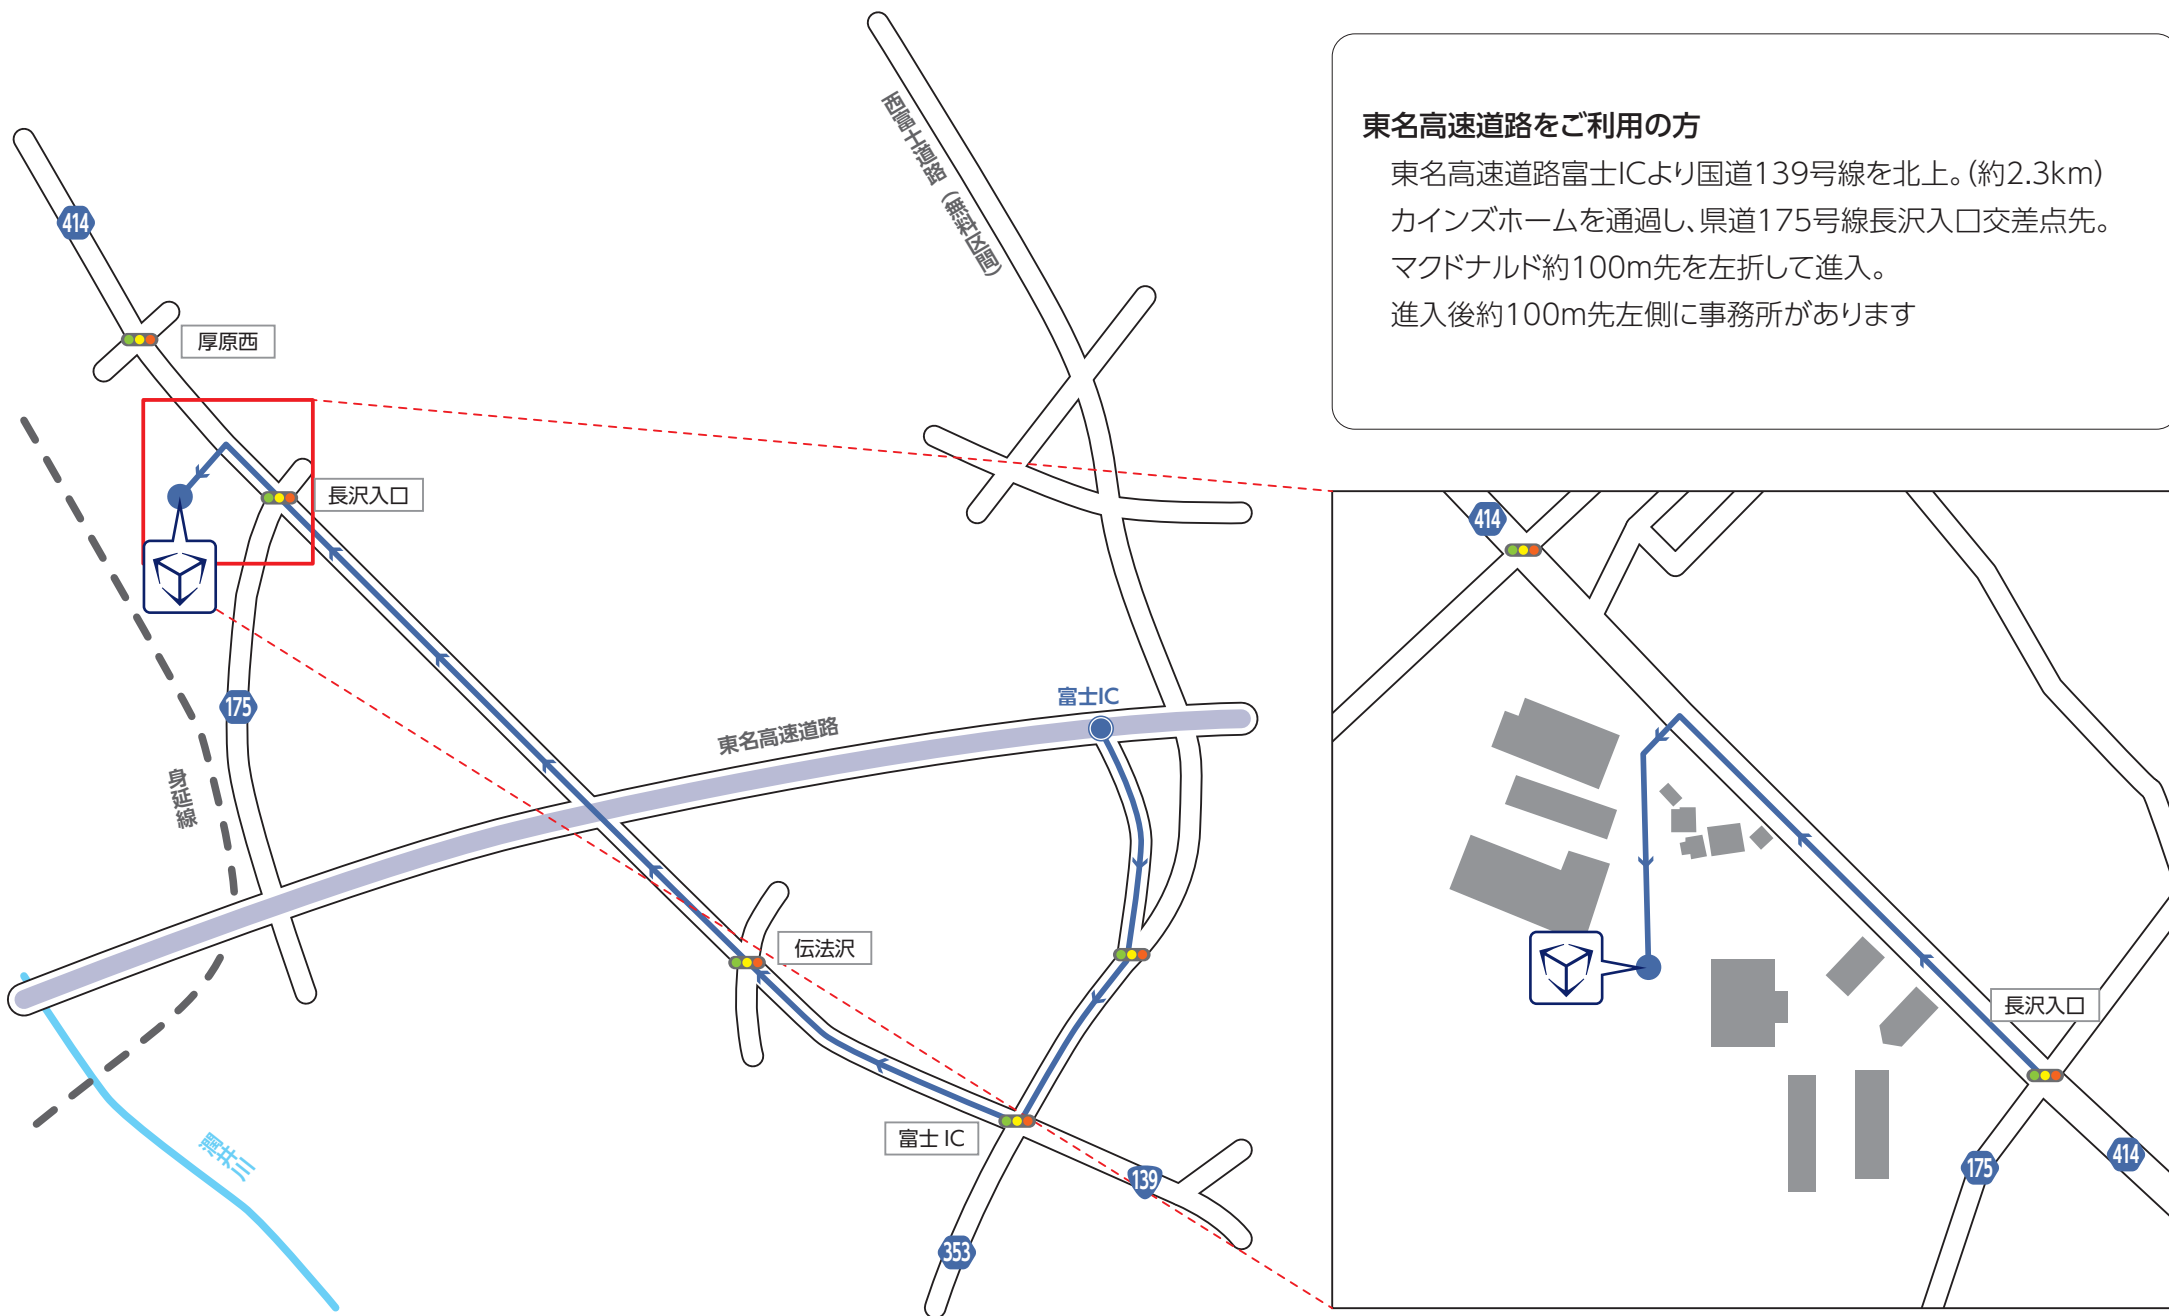 東名高速道路をご利用の方
東名高速道路富士ICより国道139号線を北上。(約2.3km)
カインズホームを通過し、県道175号線長沢入口交差点先。
マクドナルド約100m先を左折して進入。
進入後約100m先左側に事務所があります
西富士道路(無料区間)
414
厚原西
長沢入口
175
身延線
東名高速道路
富士IC
伝法沢
富士 IC
139
353
潤井川
414
長沢入口
175
414